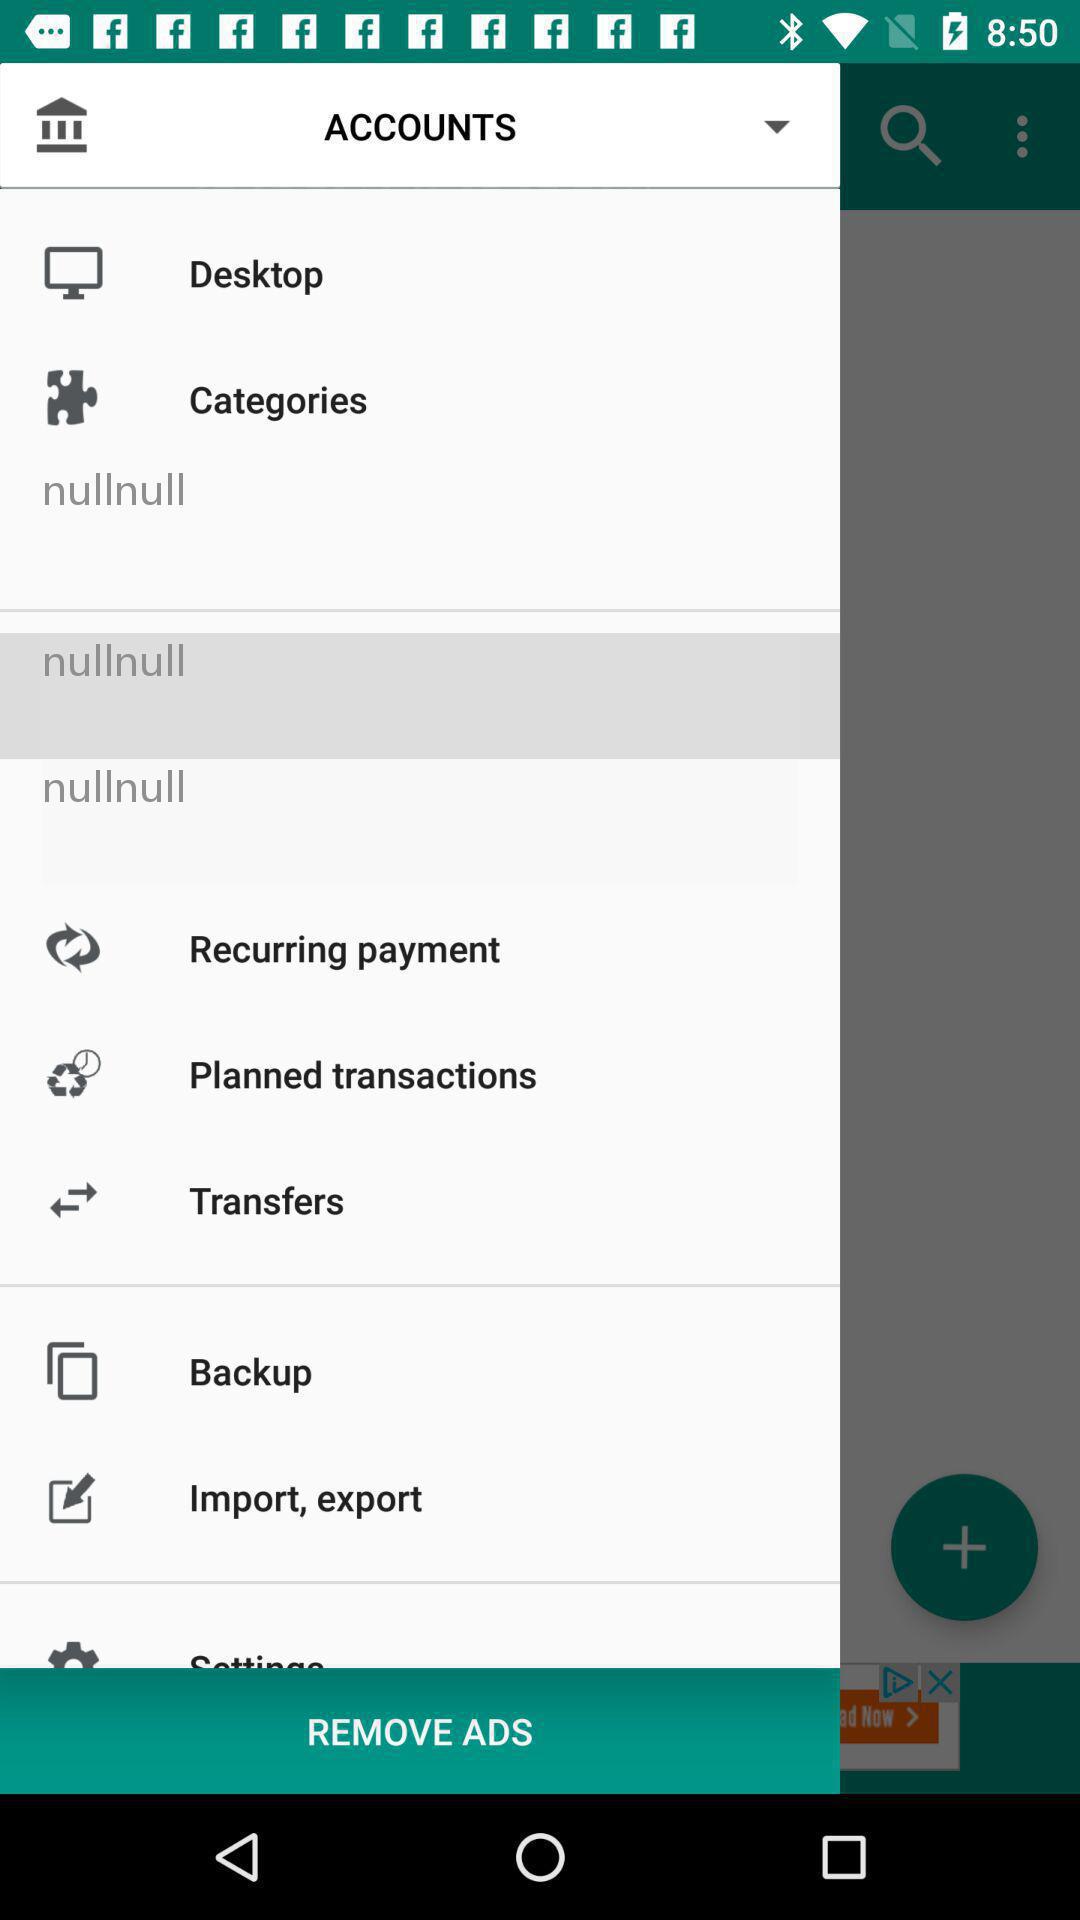 8:50
ACCOUNTS
Desktop
Categories
nullnull
nullnull
nullnull
Recurring payment
Planned transactions
Transfers
Backup
Import, export
Settings
ad Now
REMOVE ADS